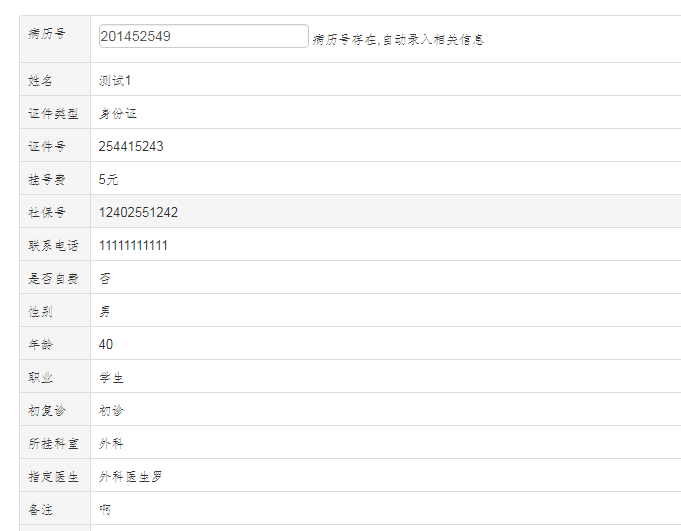 病历号 201452549 病历号存在,自动录入相关信息
姓名 测试1
证件类型 身份证
证件号 254415243
挂号费 5元
社保号 12402551242
联系电话 11111111111
是否自费 否
性别 男
年龄 40
职业 学生
初复诊 初诊
所挂科室 外科
指定医生 外科医生罗
备注 啊